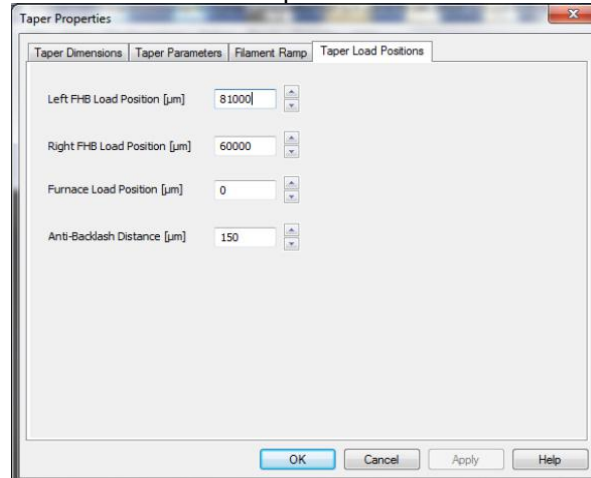 Taper Properties
Taper Dimensions Taper Parameters Filament Ramp Taper Load Positions
Left FHB Load Position [µm] 81000
Right FHB Load Position [µm] 60000
Furnace Load Position [µm] 0
Anti-Backlash Distance [µm] 150
OK Cancel Apply Help